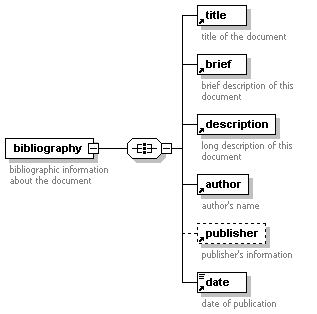 title
title of the document
brief
brief description of this
document
description
long description of this
document
bibliography
bibliographic information
about the document
author
author's name
publisher
publisher's information
date
date of publication